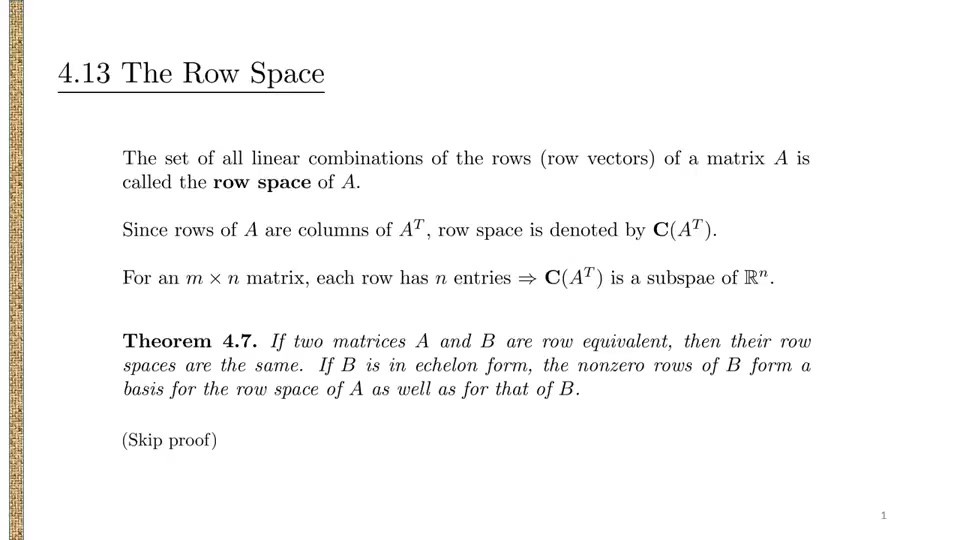 4.13 The Row Space
The set of all linear combinations of the rows (row vectors) of a matrix A is
called the row space of A.
Since rows of A are columns of Aᵀ, row space is denoted by C(Aᵀ).
For an m × n matrix, each row has n entries ⇒ C(Aᵀ) is a subspae of ℝⁿ.
Theorem 4.7. If two matrices A and B are row equivalent, then their row
spaces are the same. If B is in echelon form, the nonzero rows of B form a
basis for the row space of A as well as for that of B.
(Skip proof)
1